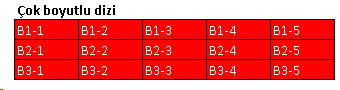 Çok boyutlu dizi
B1-1 B1-2 B1-3 B1-4 B1-5
B2-1 B2-2 B2-3 B2-4 B2-5
B3-1 B3-2 B3-3 B3-4 B3-5